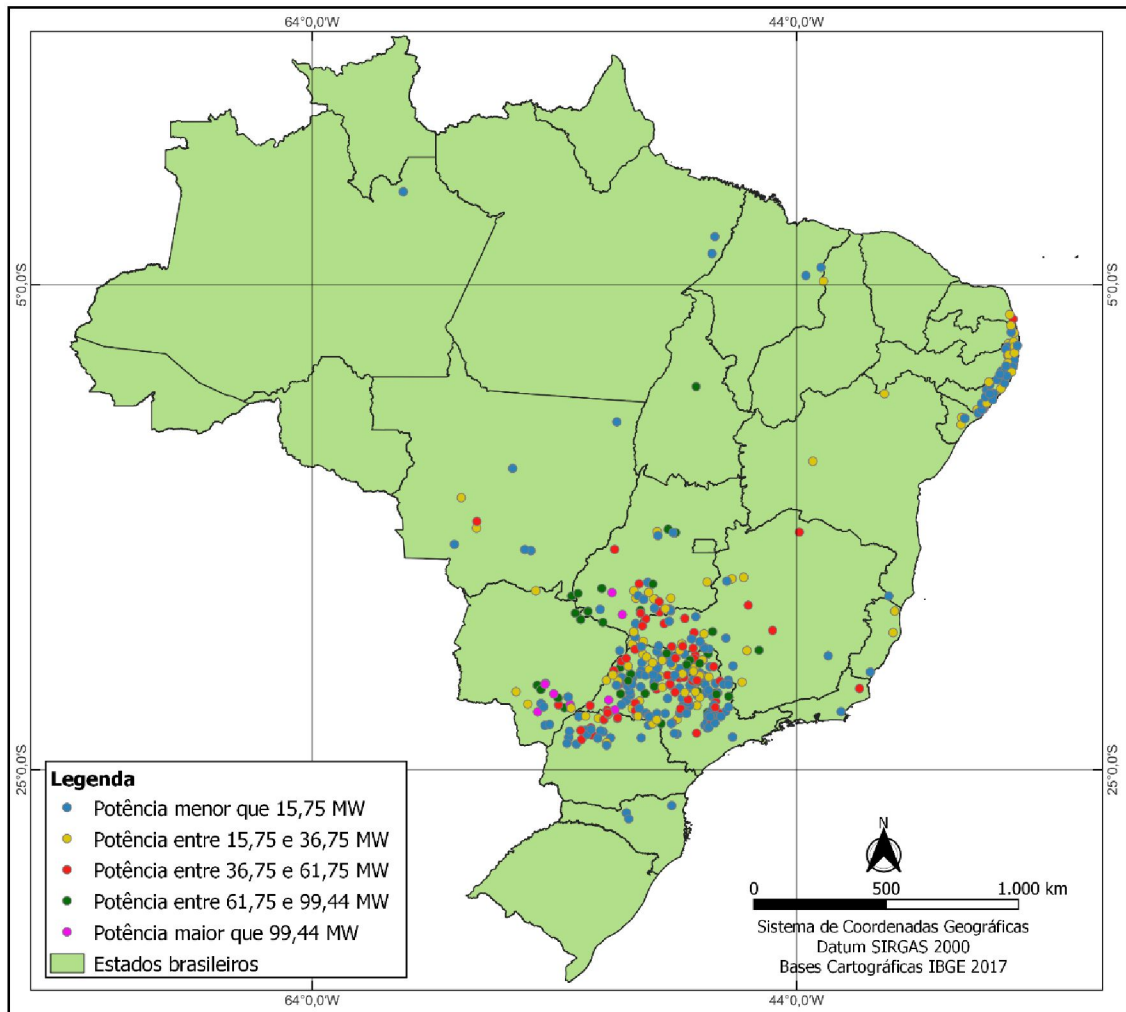 64°0,0'W
44°0,0'W
5°0,0'S
5°0,0'S
25°0,0'S
25°0,0'S
Legenda
Potência menor que 15,75 MW
Potência entre 15,75 e 36,75 MW
Potência entre 36,75 e 61,75 MW
Potência entre 61,75 e 99,44 MW
Potência maior que 99,44 MW
Estados brasileiros
N
0 500 1.000 km
Sistema de Coordenadas Geográficas
Datum SIRGAS 2000
Bases Cartográficas IBGE 2017
64°0,0'W
44°0,0'W